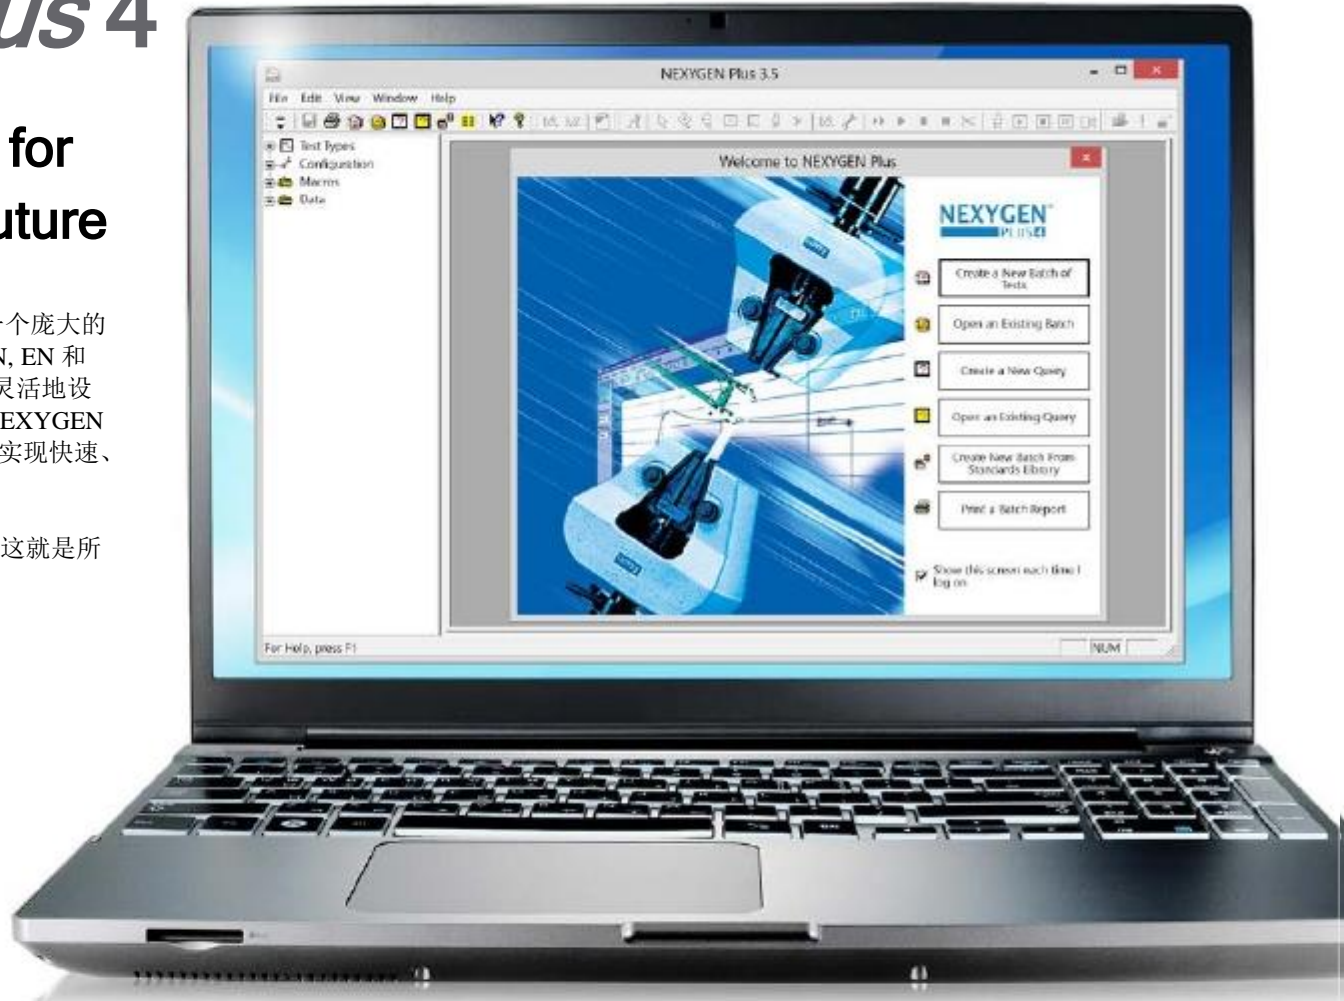 us 4
for
uture
个庞大的
N, EN 和
灵活地设
EXYGEN
实现快速、
这就是所
NEXYGEN Plus 3.5
File Edit View Window Help
Test Types
Configuration
Macros
Data
Welcome to NEXYGEN Plus
NEXYGEN
PLUS4
Create a New Batch of
Tests
Open an Existing Batch
Create a New Query
Open an Existing Query
Create New Batch From
Standards Library
Print a Batch Report
Show this screen each time I
log on
For Help, press F1
NUM